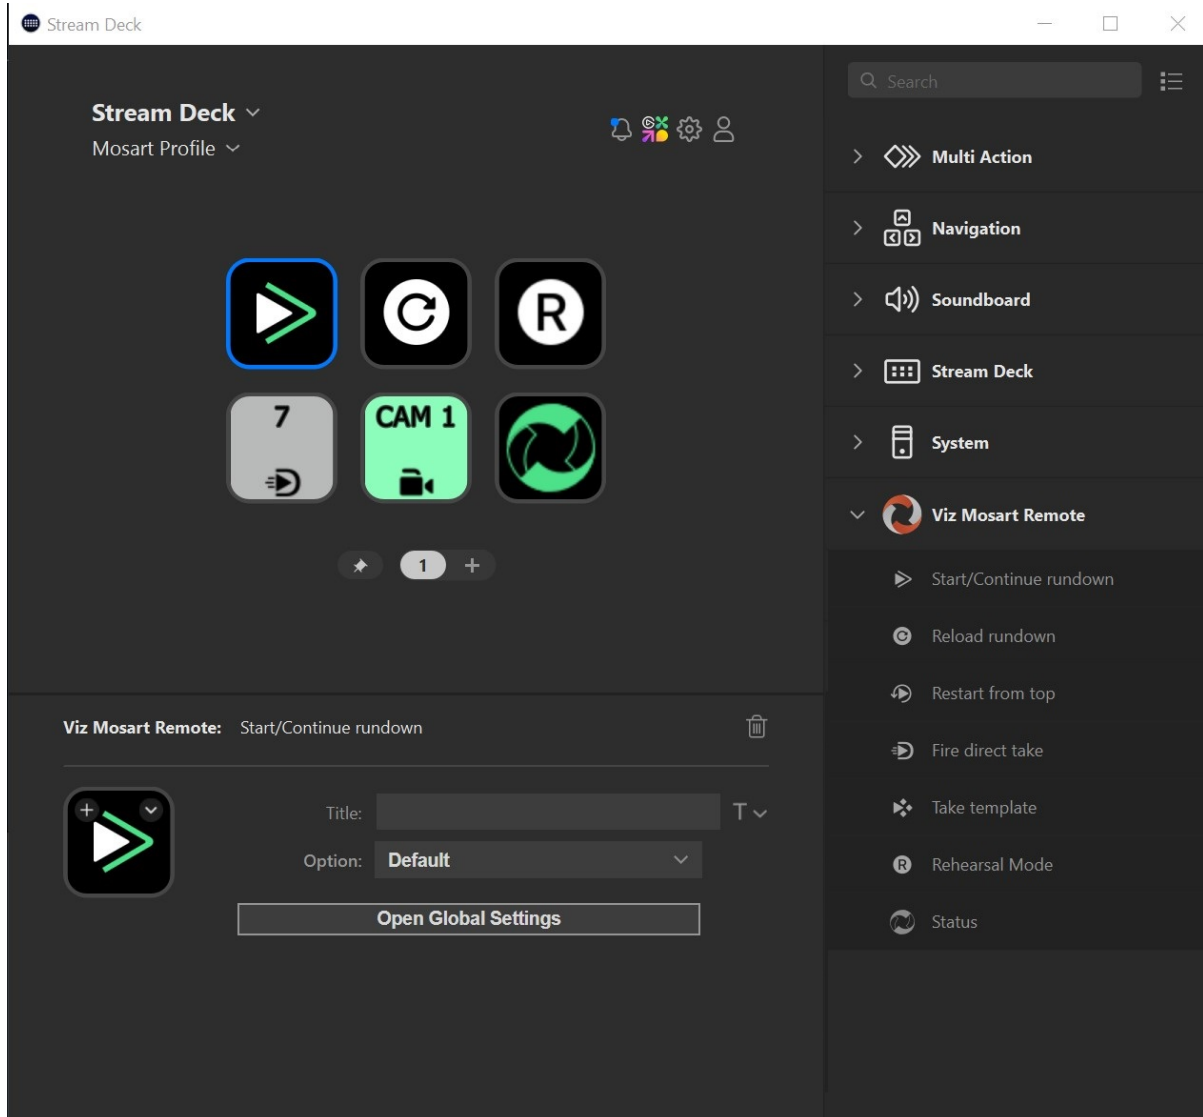 Stream Deck
Search
Stream Deck
Mosart Profile
Multi Action
Navigation
R
Soundboard
Stream Deck
7
CAM 1
System
Viz Mosart Remote
1
Start/Continue rundown
Reload rundown
Restart from top
Viz Mosart Remote: Start/Continue rundown
Fire direct take
Title:
T
Take template
Option: Default
Rehearsal Mode
Open Global Settings
Status